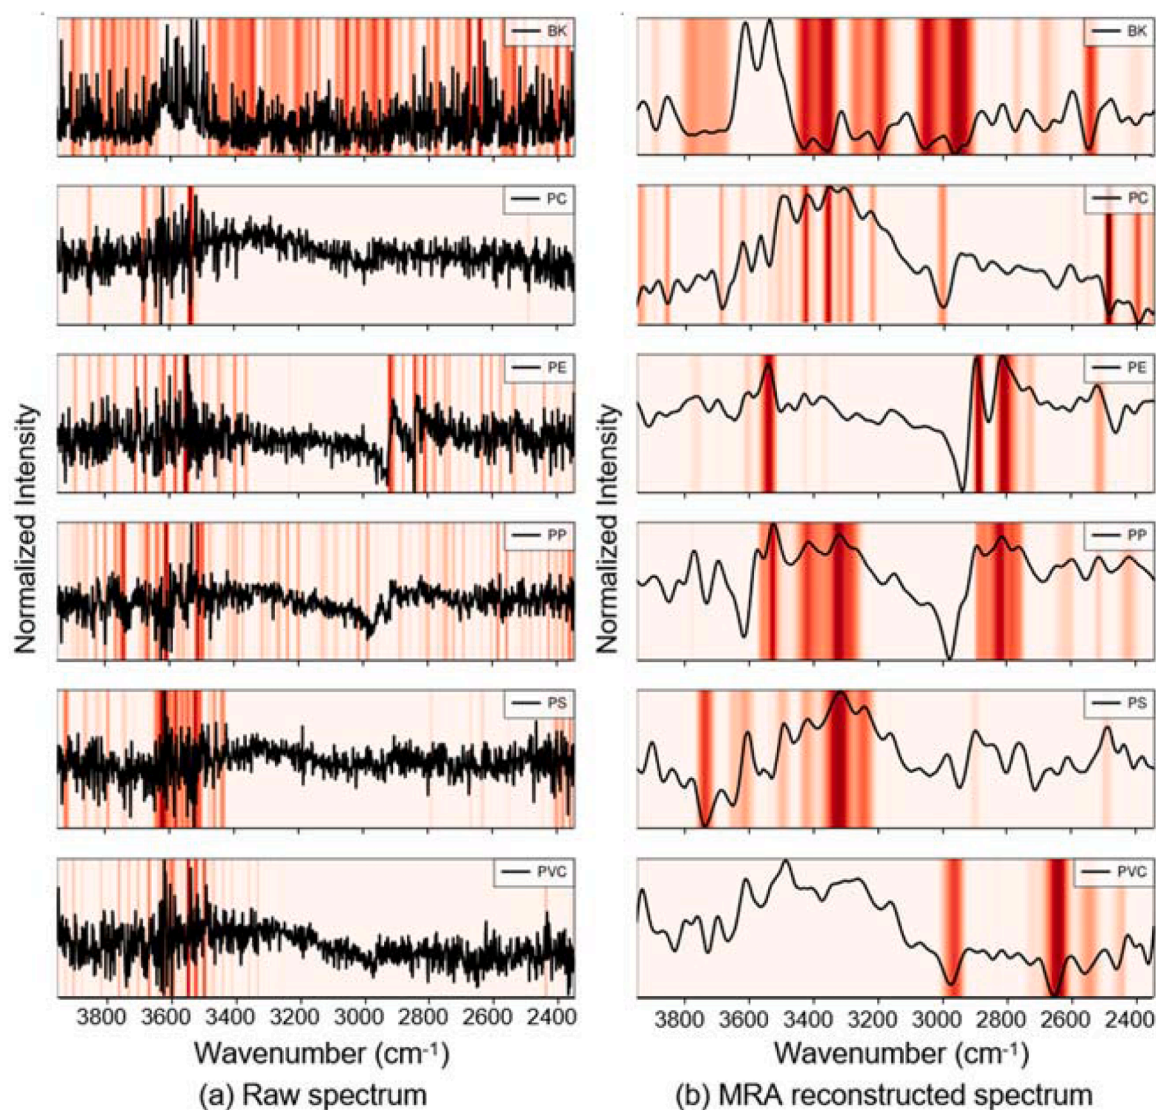 BK
BK
PC
PC
PE
PE
PP
PP
PS
PS
PVC
PVC
Normalized Intensity
Normalized Intensity
3800 3600 3400 3200 3000 2800 2600 2400
3800 3600 3400 3200 3000 2800 2600 2400
Wavenumber (cm-1)
Wavenumber (cm-1)
(a) Raw spectrum
(b) MRA reconstructed spectrum